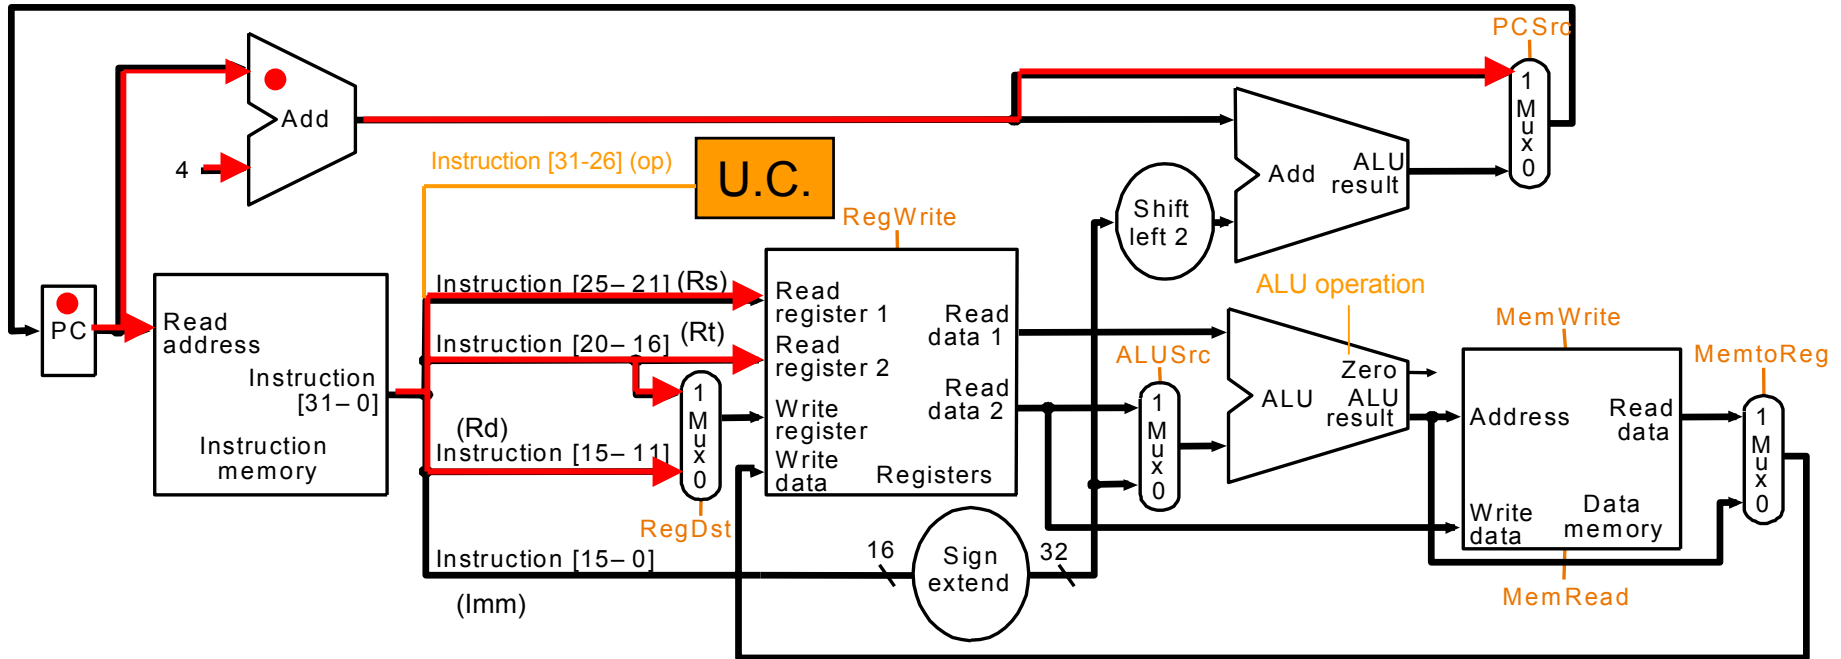 PCSrc
1
Mux
0
Add
4
Instruction [31-26] (op)
U.C.
Add
ALU
result
Shift
left 2
RegWrite
PC
Read
address
Instruction
[31–0]
Instruction
memory
Instruction [25–21] (Rs)
Instruction [20–16] (Rt)
(Rd)
Instruction [15–11]
Instruction [15–0]
(Imm)
1
Mux
0
RegDst
Read
register 1
Read
register 2
Write
register
Write
data
Read
data 1
Read
data 2
Registers
16
Sign
extend
32
ALUSrc
1
Mux
0
ALU operation
Zero
ALU
ALU
result
MemWrite
Address
Read
data
Write
data
Data
memory
MemRead
MemtoReg
1
Mux
0